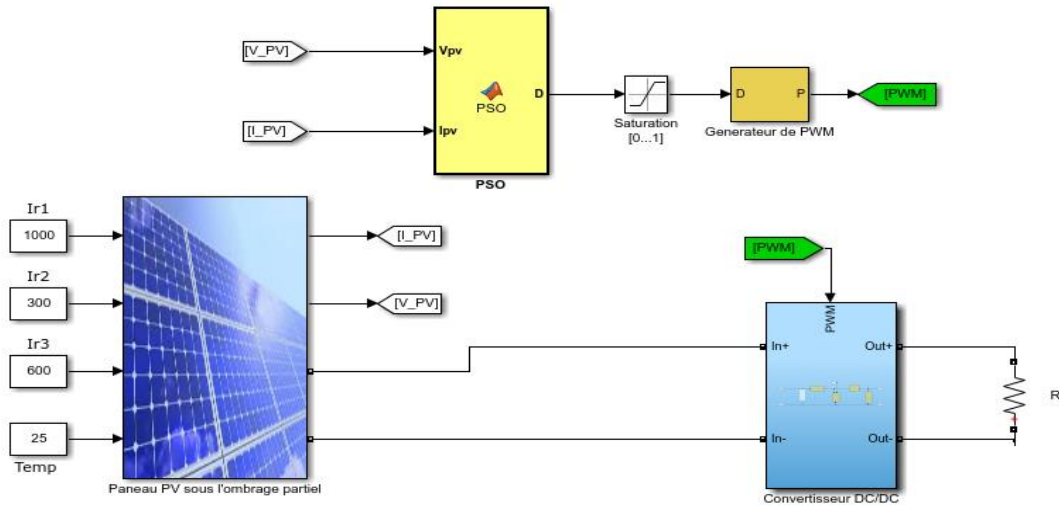 [V_PV]
[I_PV]
Vpv
Ipv
PSO
D
PSO
Saturation
[0...1]
D
P
Generateur de PWM
[PWM]
Ir1
1000
Ir2
300
Ir3
600
25
Temp
[I_PV]
[V_PV]
Paneau PV sous l'ombrage partiel
[PWM]
PWM
In+
In-
Out+
Out-
Convertisseur DC/DC
R